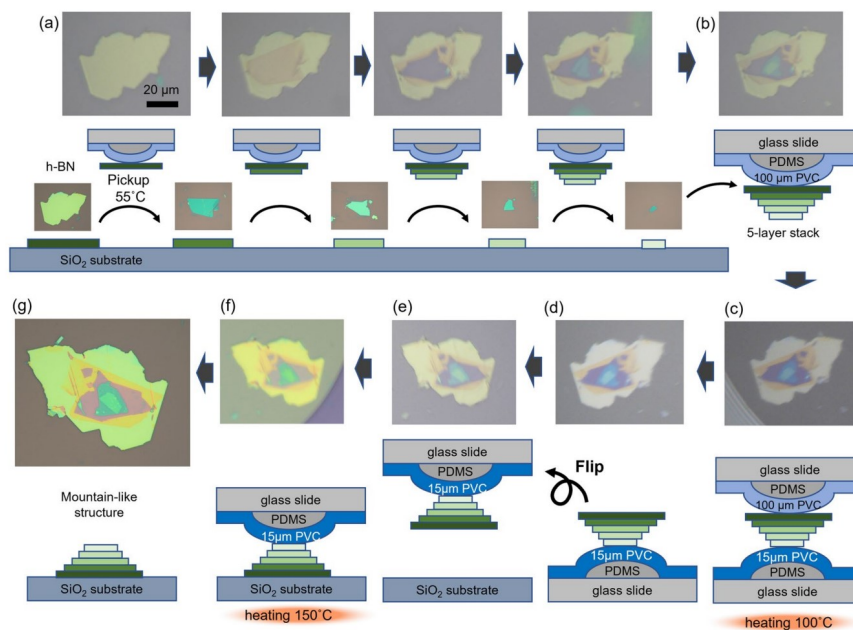 (a)
(b)
20 μm
h-BN
Pickup
55˚C
glass slide
PDMS
100 μm PVC
5-layer stack
SiO₂ substrate
(g)
(f)
(e)
(d)
(c)
Mountain-like
structure
SiO₂ substrate
glass slide
PDMS
15μm PVC
SiO₂ substrate
heating 150˚C
glass slide
PDMS
15μm PVC
SiO₂ substrate
Flip
15μm PVC
PDMS
glass slide
glass slide
PDMS
100 μm PVC
15μm PVC
PDMS
glass slide
heating 100˚C